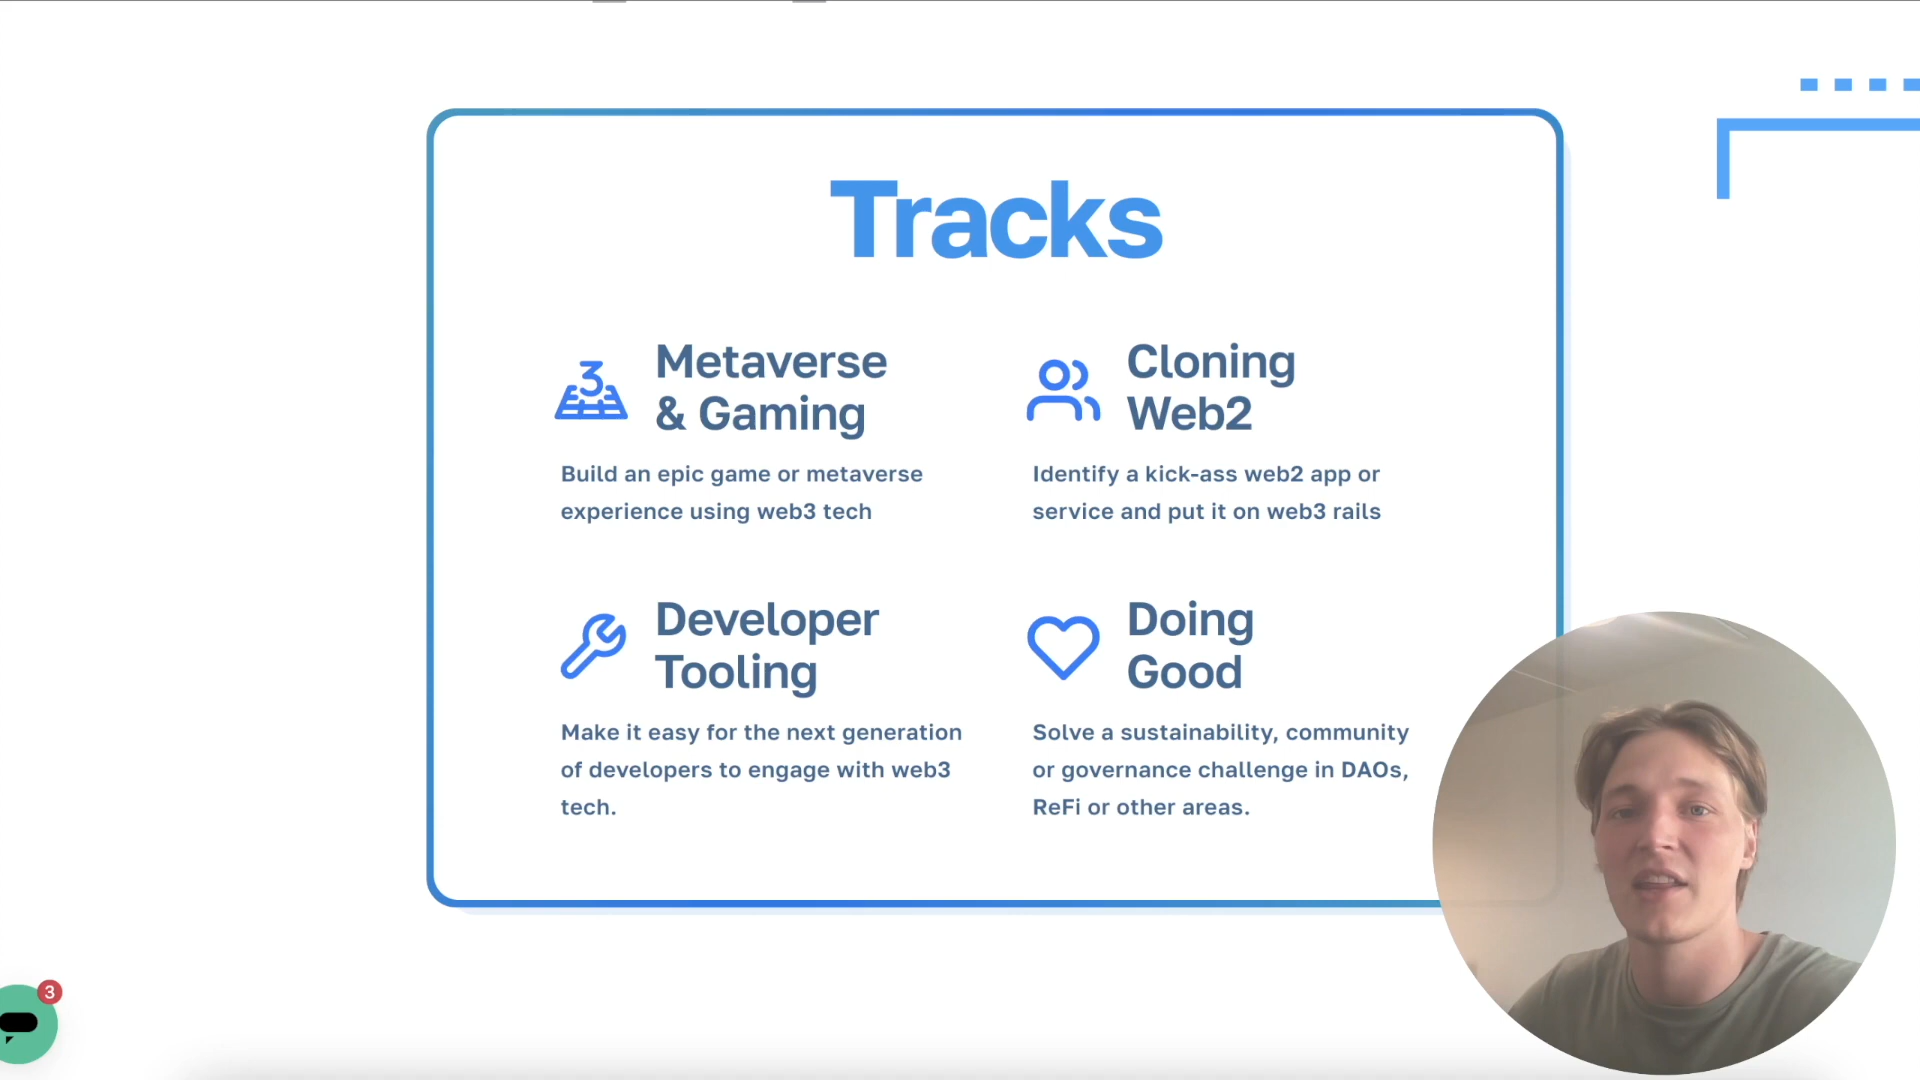 Tracks
Metaverse
& Gaming
Build an epic game or metaverse
experience using web3 tech
Cloning
Web2
Identify a kick-ass web2 app or
service and put it on web3 rails
Developer
Tooling
Make it easy for the next generation
of developers to engage with web3
tech.
Doing
Good
Solve a sustainability, community
or governance challenge in DAOs,
ReFi or other areas.
3
3